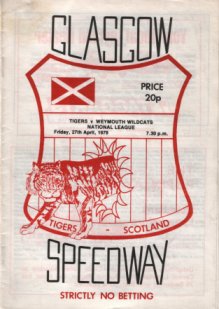 GLASGOW
PRICE
20p
TIGERS v WEYMOUTH WILDCATS
NATIONAL LEAGUE
Friday, 27th April, 1979 7.30 p.m.
TIGERS - SCOTLAND
SPEEDWAY
STRICTLY NO BETTING